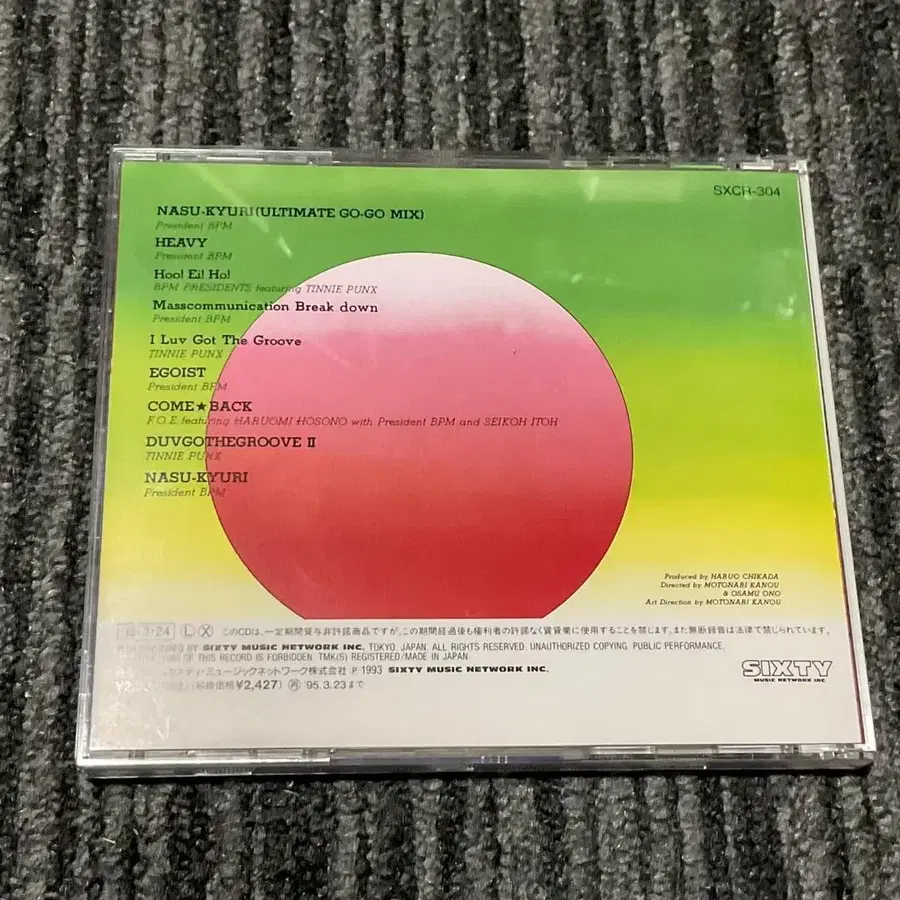 SXCR-304
NASU-KYURI(ULTIMATE GO-GO MIX)
President BPM
HEAVY
President BPM
Hoo! Ei! Ho!
BPM PRESIDENTS featuring TINNIE PUNX
Masscommunication Break down
President BPM
I Luv Got The Groove
TINNIE PUNX
EGOIST
President BPM
COME★BACK
F.O.E. featuring HARUOMI HOSONO with President BPM and SEIKOH ITOH
DUVGOTHEGROOVE II
TINNIE PUNX
NASU-KYURI
President BPM
Produced by HARUO CHIKADA
Directed by MOTONARI KANOU
& OSAMU ONO
Art Direction by MOTONARI KANOU
3・24 Ⓛ Ⓧ このCDは、一定期間貸与非許諾商品ですが、この期間経過後も権利者の許諾なく賃貸業に使用することを禁じます。また無断録音は法律で禁じられています。
BY SIXTY MUSIC NETWORK INC. TOKYO. JAPAN. ALL RIGHTS RESERVED. UNAUTHORIZED COPYING. PUBLIC PERFORMANCE.
OF THIS RECORD IS FORBIDDEN. TMK(S) REGISTERED/MADE IN JAPAN
ミュージックネットワーク株式会社 Ⓟ 1993 SIXTY MUSIC NETWORK INC.
(税抜価格¥2,427) Ⓡ '95.3.23まで
SIXTY
MUSIC NETWORK INC.